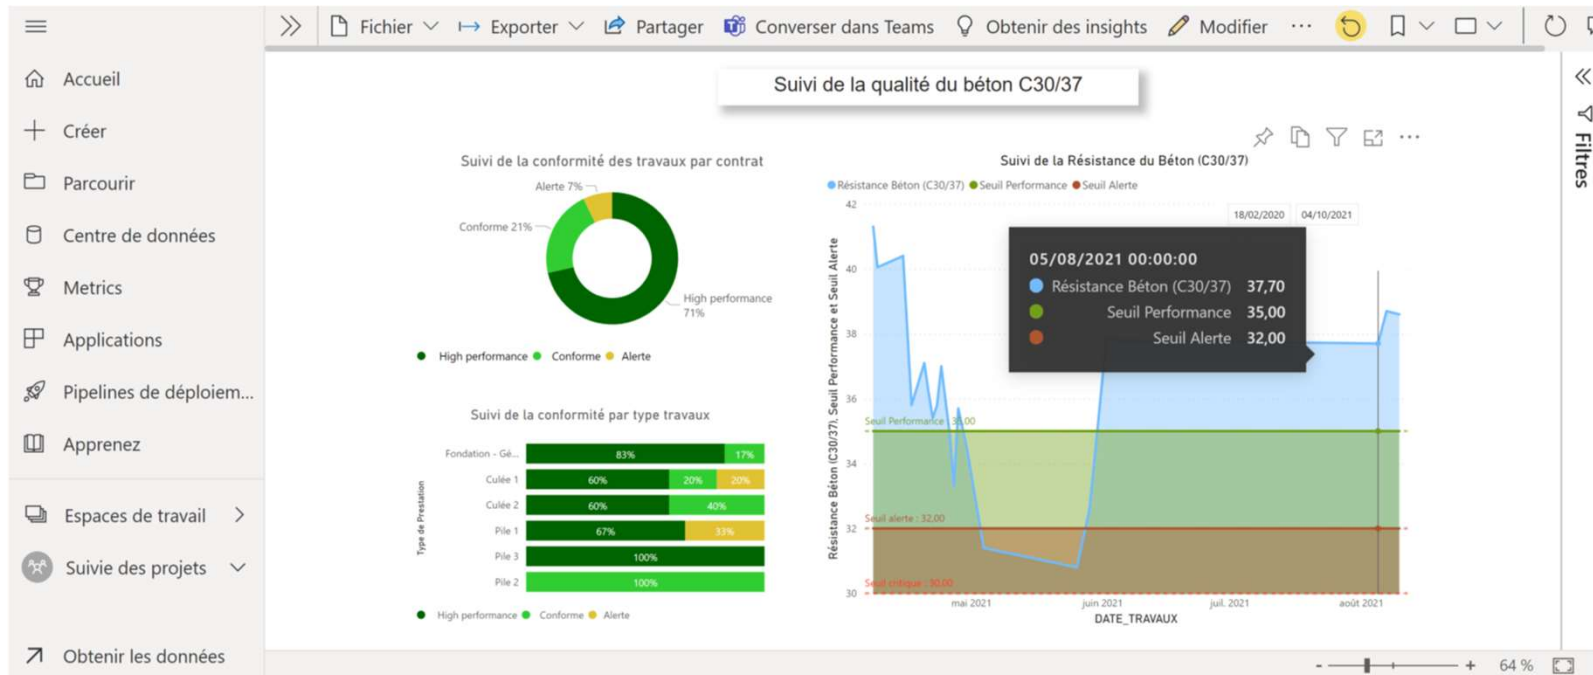 Fichier Exporter Partager Converser dans Teams Obtenir des insights Modifier ...
Accueil
Créer
Parcourir
Centre de données
Metrics
Applications
Pipelines de déploiem...
Apprenez
Espaces de travail
Suivie des projets
Obtenir les données
Suivi de la qualité du béton C30/37
Suivi de la conformité des travaux par contrat
Alerte 7%
Conforme 21%
High performance
71%
High performance Conforme Alerte
Suivi de la conformité par type travaux
Type de Prestation
Fondation - Gé... 83% 17%
Culée 1 60% 20% 20%
Culée 2 60% 40%
Pile 1 67% 33%
Pile 3 100%
Pile 2 100%
High performance Conforme Alerte
Suivi de la Résistance du Béton (C30/37)
Résistance Béton (C30/37) Seuil Performance Seuil Alerte
18/02/2020 04/10/2021
Résistance Béton (C30/37), Seuil Performance et Seuil Alerte
42
40
38
36
34
32
30
05/08/2021 00:00:00
Résistance Béton (C30/37) 37,70
Seuil Performance 35,00
Seuil Alerte 32,00
Seuil Performance : 35,00
Seuil alerte : 32,00
Seuil critique : 30,00
mai 2021 juin 2021 juil. 2021 août 2021
DATE_TRAVAUX
Filtres
- + 64 %